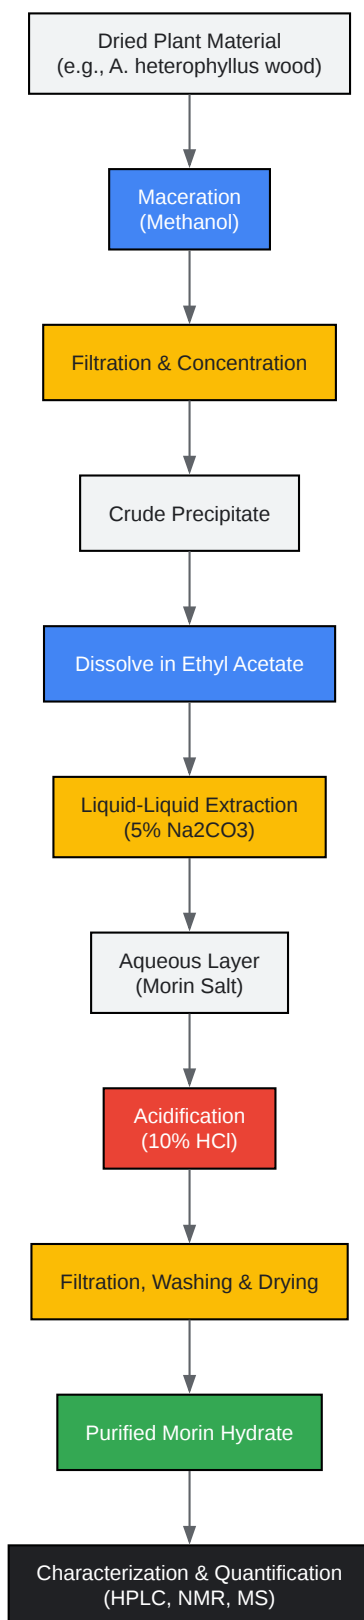 Dried Plant Material
(e.g., A. heterophyllus wood)
Maceration
(Methanol)
Filtration & Concentration
Crude Precipitate
Dissolve in Ethyl Acetate
Liquid-Liquid Extraction
(5% Na2CO3)
Aqueous Layer
(Morin Salt)
Acidification
(10% HCl)
Filtration, Washing & Drying
Purified Morin Hydrate
Characterization & Quantification
(HPLC, NMR, MS)